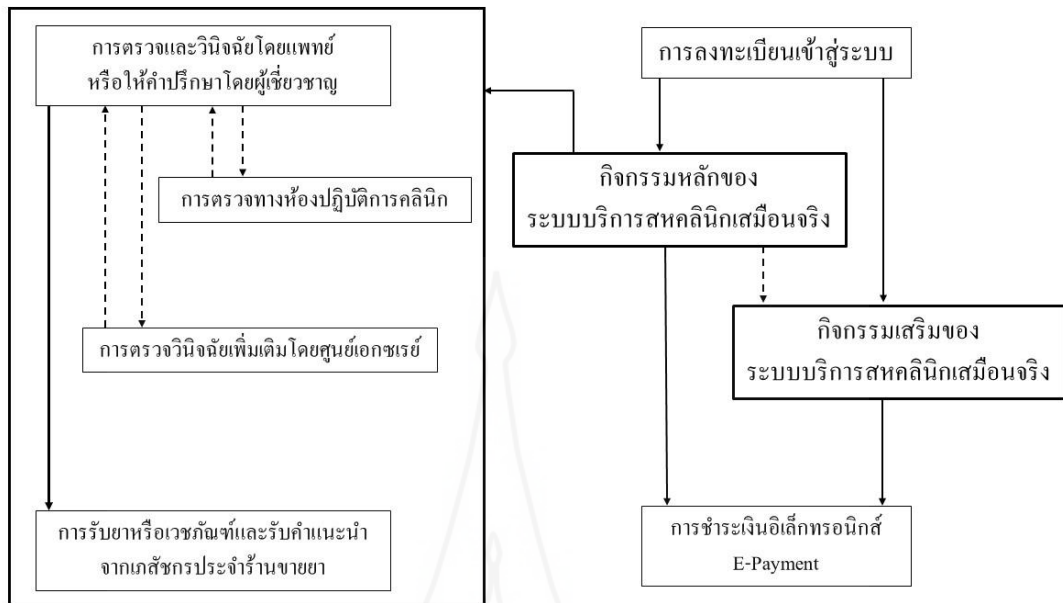 การตรวจและวินิจฉัยโดยแพทย์
หรือให้คำปรึกษาโดยผู้เชี่ยวชาญ
การตรวจทางห้องปฏิบัติการคลินิก
การตรวจวินิจฉัยเพิ่มเติมโดยศูนย์เอกซเรย์
การรับยาหรือเวชภัณฑ์และรับคำแนะนำ
จากเภสัชกรประจำร้านขายยา
การลงทะเบียนเข้าสู่ระบบ
กิจกรรมหลักของ
ระบบบริการสหคลินิกเสมือนจริง
กิจกรรมเสริมของ
ระบบบริการสหคลินิกเสมือนจริง
การชำระเงินอิเล็กทรอนิกส์
E-Payment